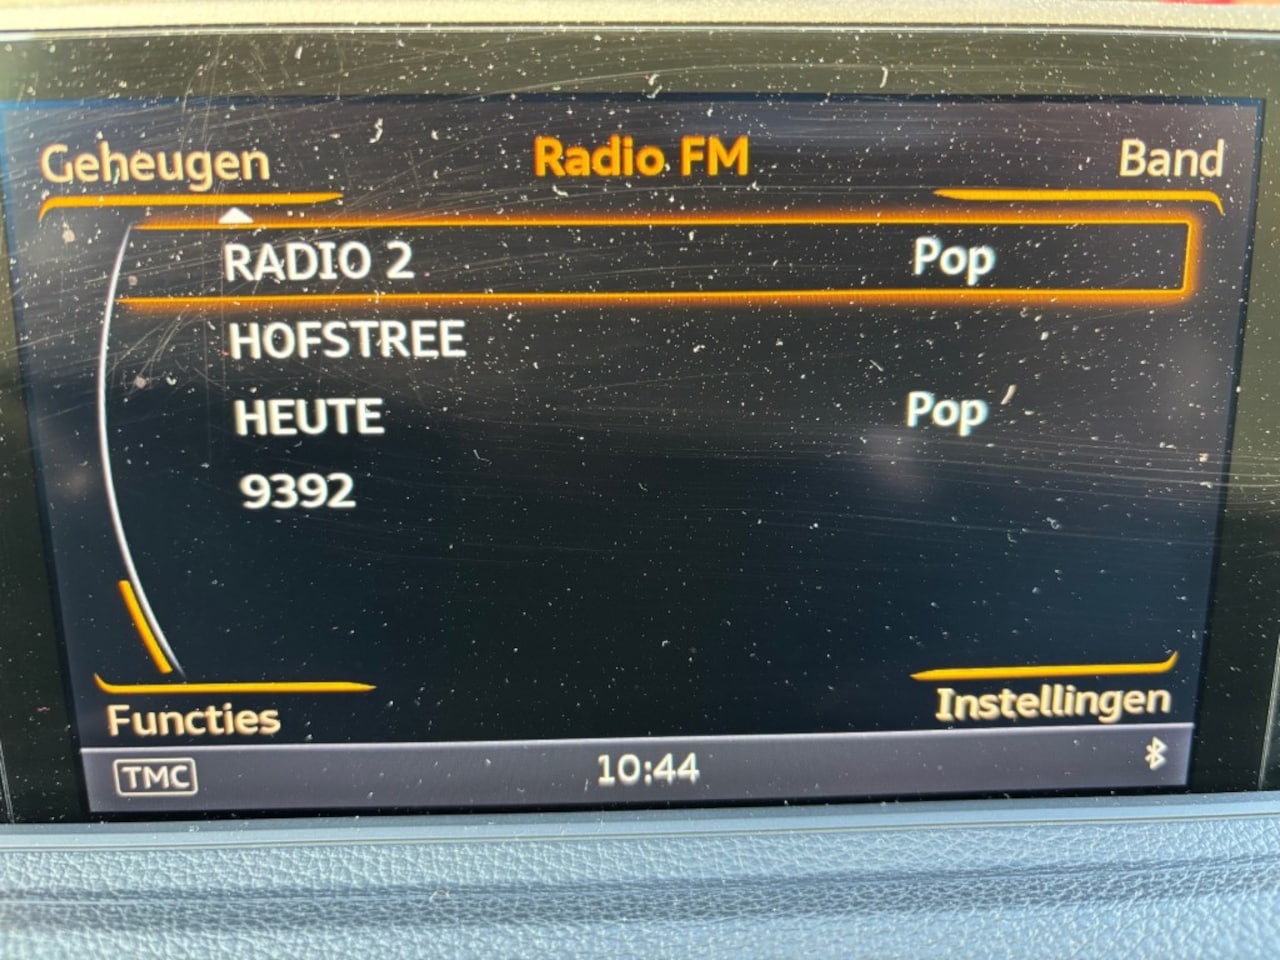 Geheugen Radio FM Band
RADIO 2 Pop
HOFSTREE
HEUTE Pop
9392
Functies Instellingen
TMC 10:44